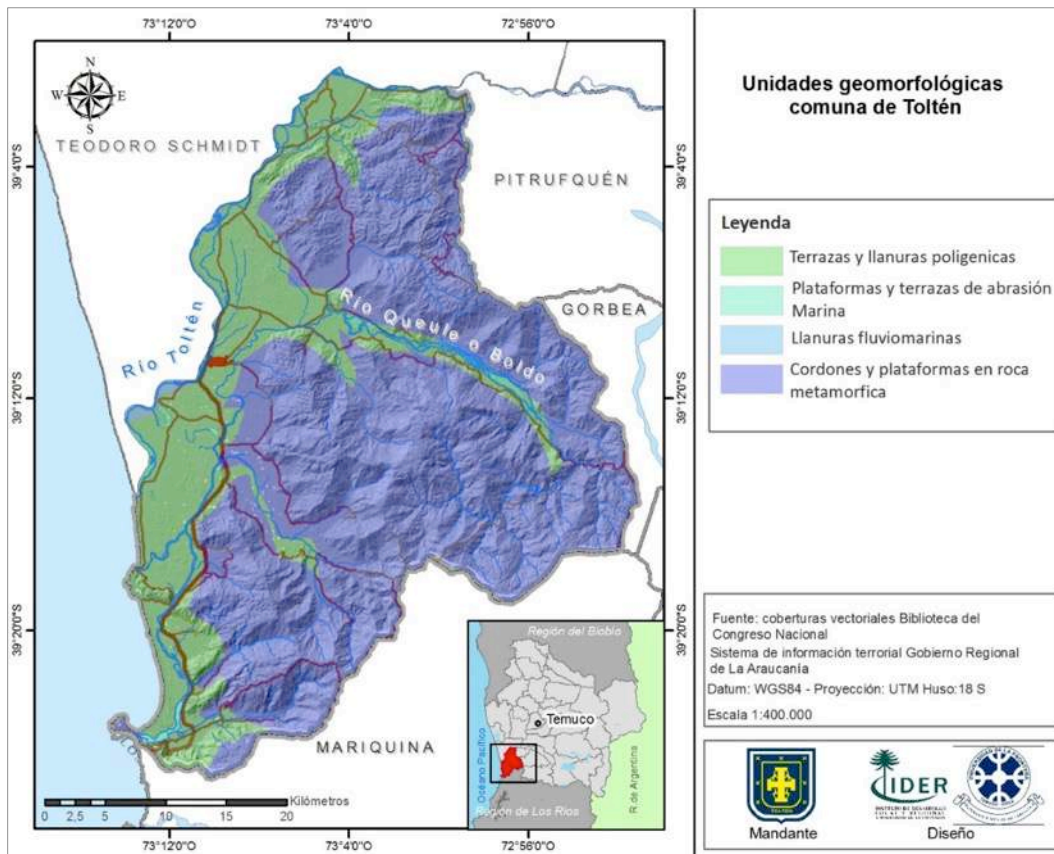 73°12'0"O
73°4'0"O
72°56'0"O
N
W
E
S
TEODORO SCHMIDT
PITRUFQUÉN
GORBEA
MARIQUINA
Río Toltén
Río Queule o Boldo
39°4'0"S
39°12'0"S
39°20'0"S
39°4'0"S
39°12'0"S
39°20'0"S
Kilómetros
0 2,5 5 10 15 20
73°12'0"O
73°4'0"O
72°56'0"O
Región del Biobío
Temuco
Océano Pacífico
R. de Argentina
Región de Los Ríos
Unidades geomorfológicas
comuna de Toltén
Leyenda
Terrazas y llanuras poligenicas
Plataformas y terrazas de abrasión
Marina
Llanuras fluviomarinas
Cordones y plataformas en roca
metamorfica
Fuente: coberturas vectoriales Biblioteca del
Congreso Nacional
Sistema de información terrorial Gobierno Regional
de La Araucanía
Datum: WGS84 - Proyección: UTM Huso:18 S
Escala 1:400.000
IDER
INSTITUTO DE DESARROLLO
LOCAL Y REGIONAL
Mandante
Diseño